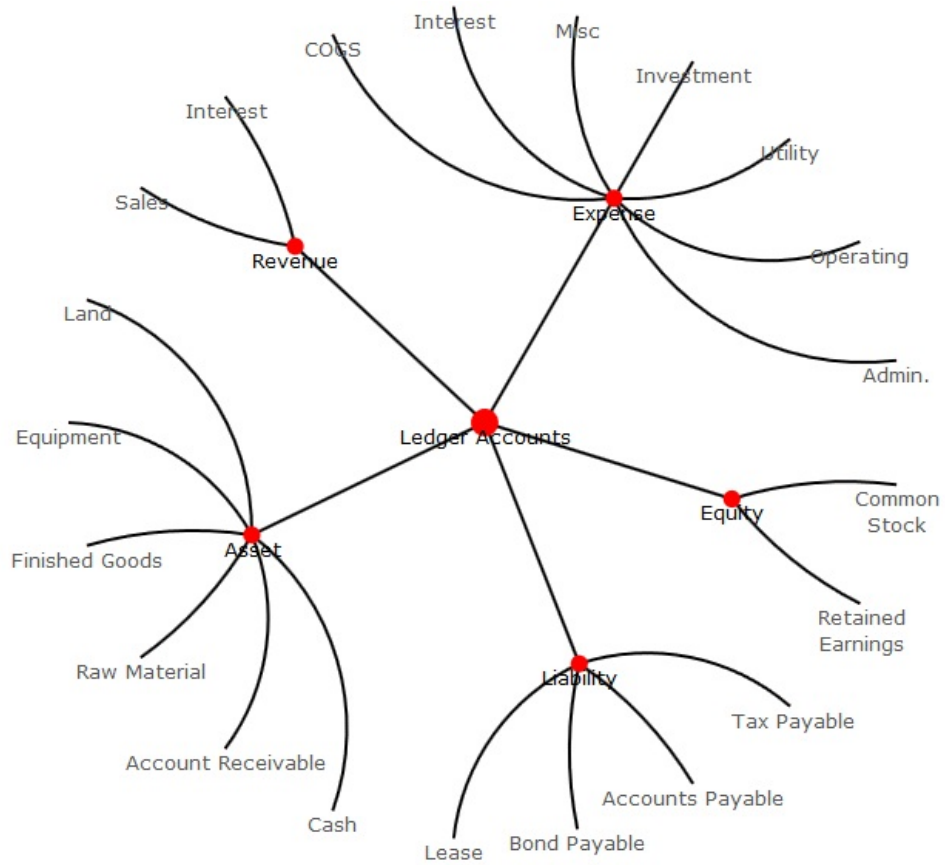 Interest
Misc
COGS
Investment
Interest
Utility
Sales
Expense
Revenue
Operating
Land
Admin.
Ledger Accounts
Equipment
Common
Stock
Equity
Asset
Finished Goods
Retained
Earnings
Raw Material
Liability
Tax Payable
Account Receivable
Accounts Payable
Cash
Bond Payable
Lease